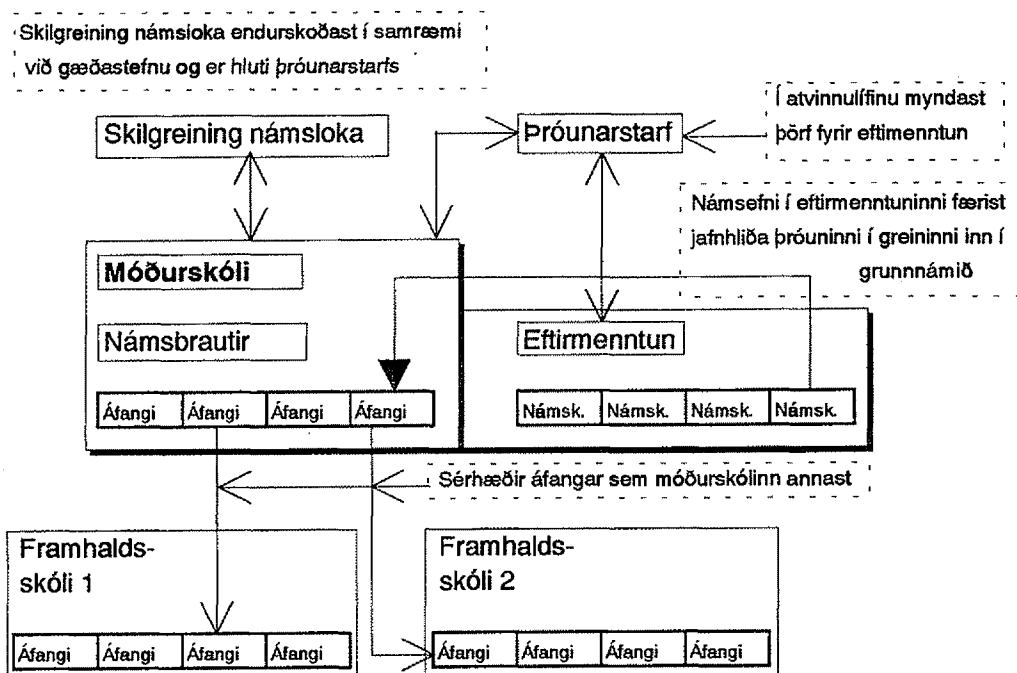 Skilgreining námsloka endurskoðast í samræmi
við gæðastefnu og er hluti þróunarstarfs
Skilgreining námsloka
Þróunarstarf
Í atvinnulífinu myndast
þörf fyrir eftimenntun
Námsefni í eftirmenntuninni færist
jafnhliða þróuninni í greininni inn í
grunnnámið
Móðurskóli
Námsbrautir
Eftirmenntun
Áfangi Áfangi Áfangi Áfangi
Námsk. Námsk. Námsk. Námsk.
Sérhæðir áfangar sem móðurskólinn annast
Framhalds-
skóli 1
Framhalds-
skóli 2
Áfangi Áfangi Áfangi Áfangi
Áfangi Áfangi Áfangi Áfangi